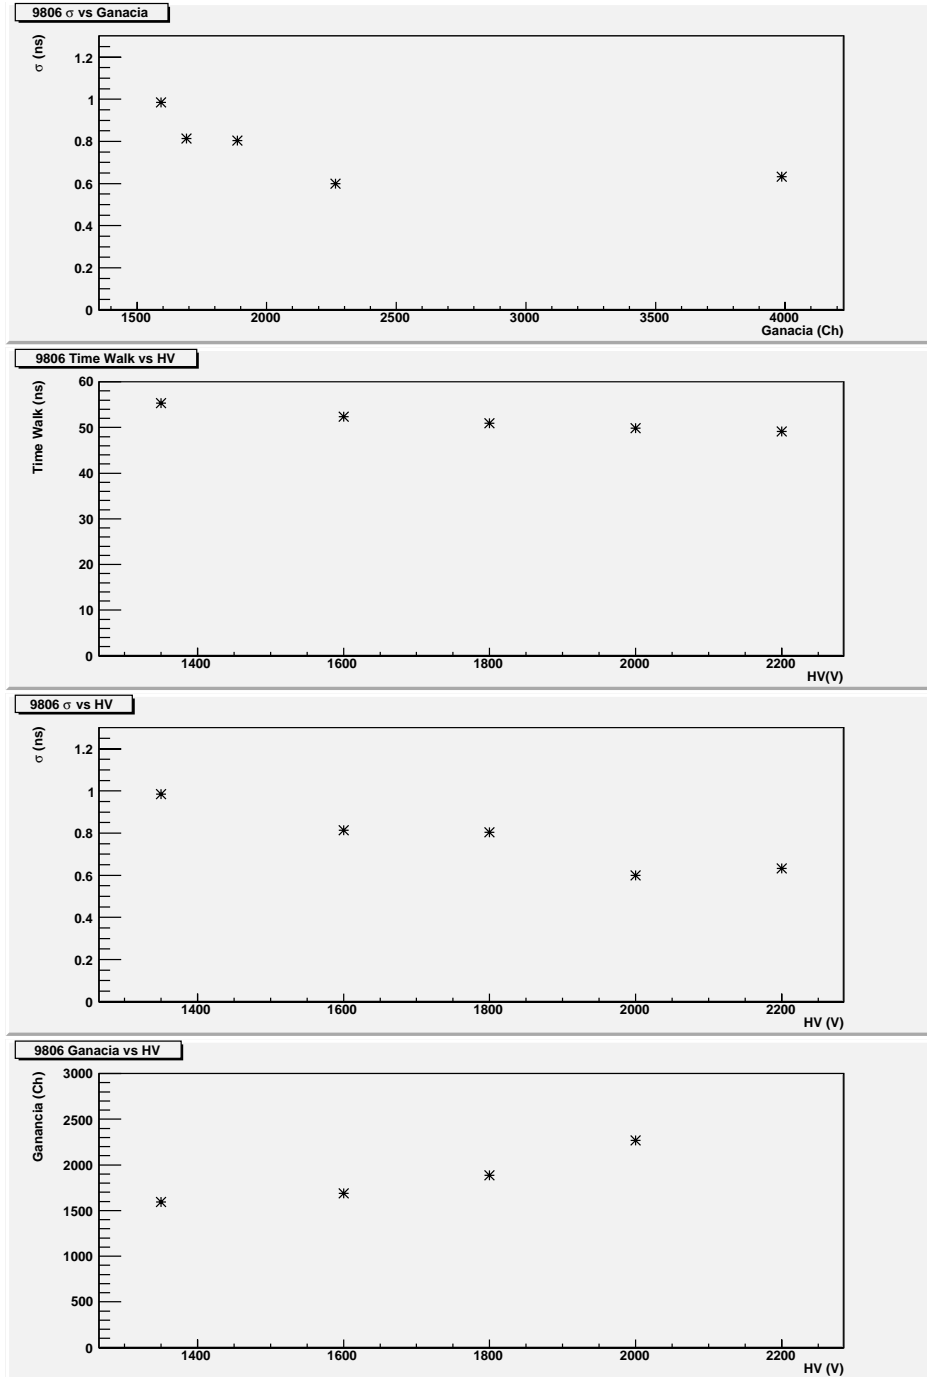 9806 σ vs Ganacia
σ (ns)
1.2
1
0.8
0.6
0.4
0.2
0
1500 2000 2500 3000 3500 4000
Ganacia (Ch)
9806 Time Walk vs HV
Time Walk (ns)
60
50
40
30
20
10
0
1400 1600 1800 2000 2200
HV(V)
9806 σ vs HV
σ (ns)
1.2
1
0.8
0.6
0.4
0.2
0
1400 1600 1800 2000 2200
HV (V)
9806 Ganacia vs HV
Ganancia (Ch)
3000
2500
2000
1500
1000
500
0
1400 1600 1800 2000 2200
HV (V)